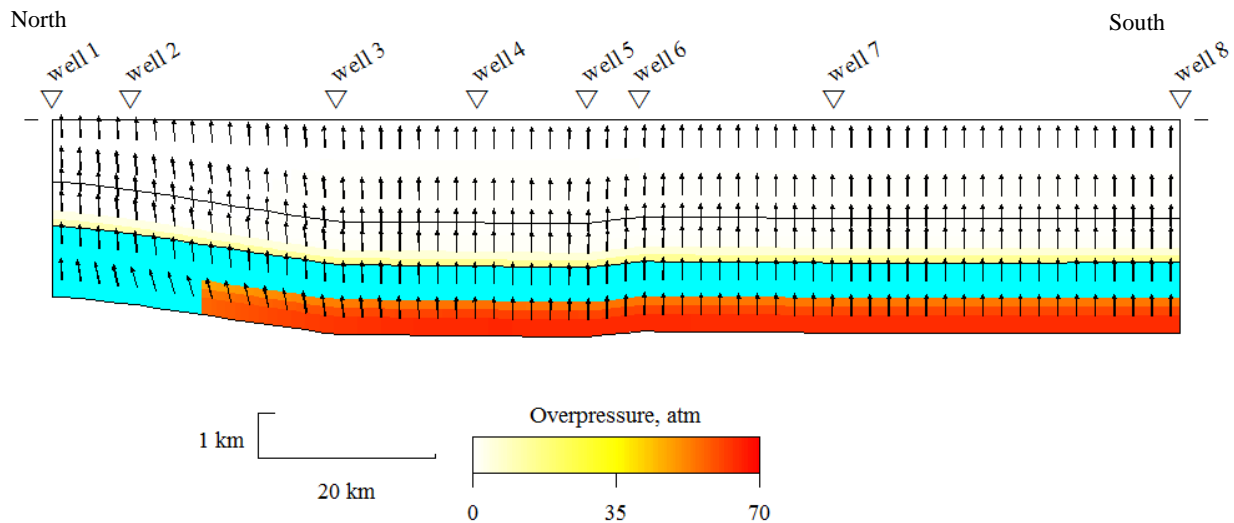 North
South
well 1
well 2
well 3
well 4
well 5
well 6
well 7
well 8
Overpressure, atm
1 km
20 km
0
35
70